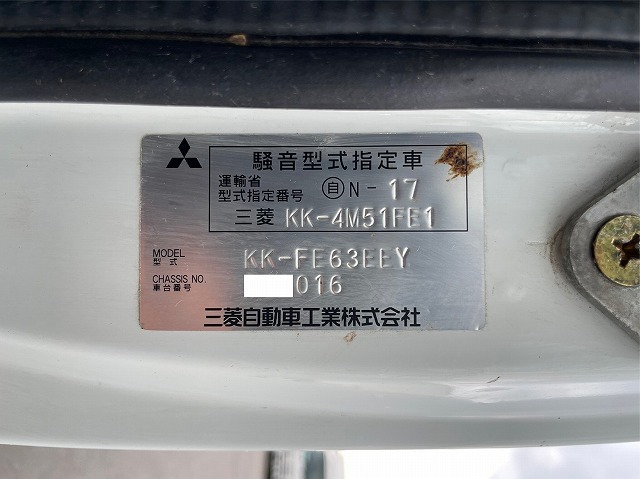 騒音型式指定車
運輸省
型式指定番号 自 N-17
三菱 KK-4M51FE1
MODEL
型式 KK-FE63EEY
CHASSIS NO.
車台番号 016
三菱自動車工業株式会社